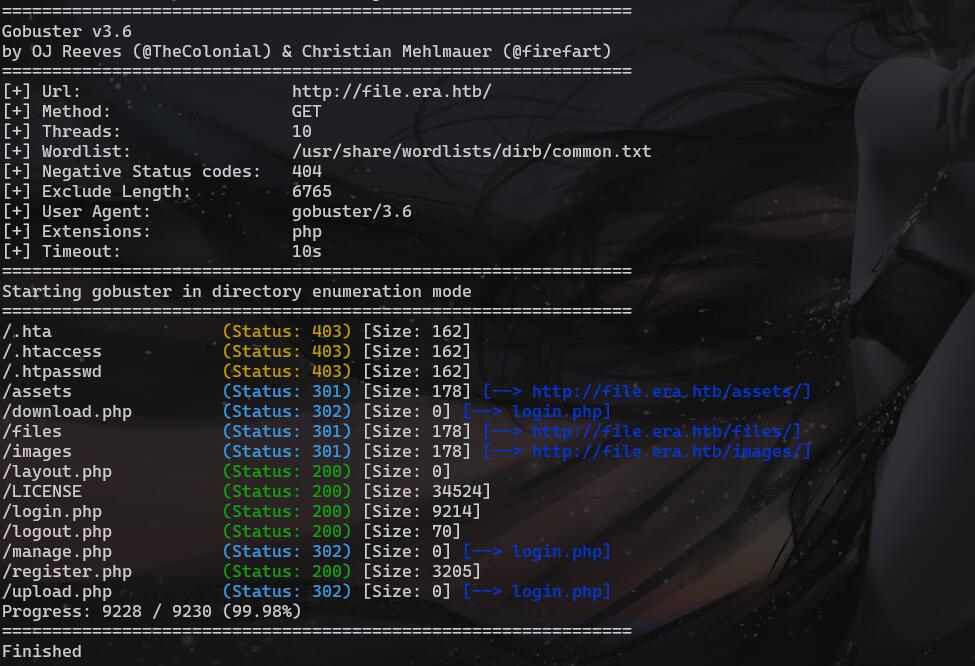 ===============================================================
Gobuster v3.6
by OJ Reeves (@TheColonial) & Christian Mehlmauer (@firefart)
===============================================================
[+] Url:                     http://file.era.htb/
[+] Method:                  GET
[+] Threads:                 10
[+] Wordlist:                /usr/share/wordlists/dirb/common.txt
[+] Negative Status codes:   404
[+] Exclude Length:          6765
[+] User Agent:              gobuster/3.6
[+] Extensions:              php
[+] Timeout:                 10s
===============================================================
Starting gobuster in directory enumeration mode
===============================================================
/.hta                 (Status: 403) [Size: 162]
/.htaccess            (Status: 403) [Size: 162]
/.htpasswd            (Status: 403) [Size: 162]
/assets               (Status: 301) [Size: 178] [--> http://file.era.htb/assets/]
/download.php         (Status: 302) [Size: 0] [--> login.php]
/files                (Status: 301) [Size: 178] [--> http://file.era.htb/files/]
/images               (Status: 301) [Size: 178] [--> http://file.era.htb/images/]
/layout.php           (Status: 200) [Size: 0]
/LICENSE              (Status: 200) [Size: 34524]
/login.php            (Status: 200) [Size: 9214]
/logout.php           (Status: 200) [Size: 70]
/manage.php           (Status: 302) [Size: 0] [--> login.php]
/register.php         (Status: 200) [Size: 3205]
/upload.php           (Status: 302) [Size: 0] [--> login.php]
Progress: 9228 / 9230 (99.98%)
===============================================================
Finished